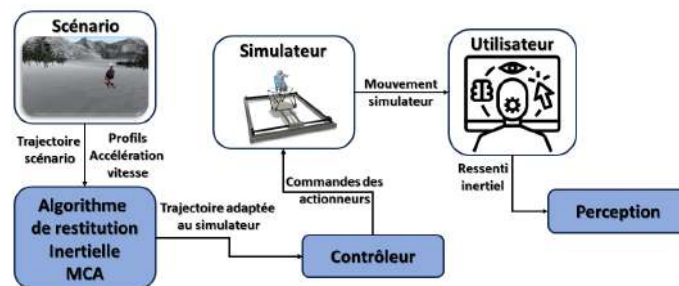 Scénario
Trajectoire
scénario
Profils
Accélération
vitesse
Algorithme
de restitution
Inertielle
MCA
Trajectoire adaptée
au simulateur
Contrôleur
Commandes des
actionneurs
Simulateur
Mouvement
simulateur
Utilisateur
Ressenti
inertiel
Perception